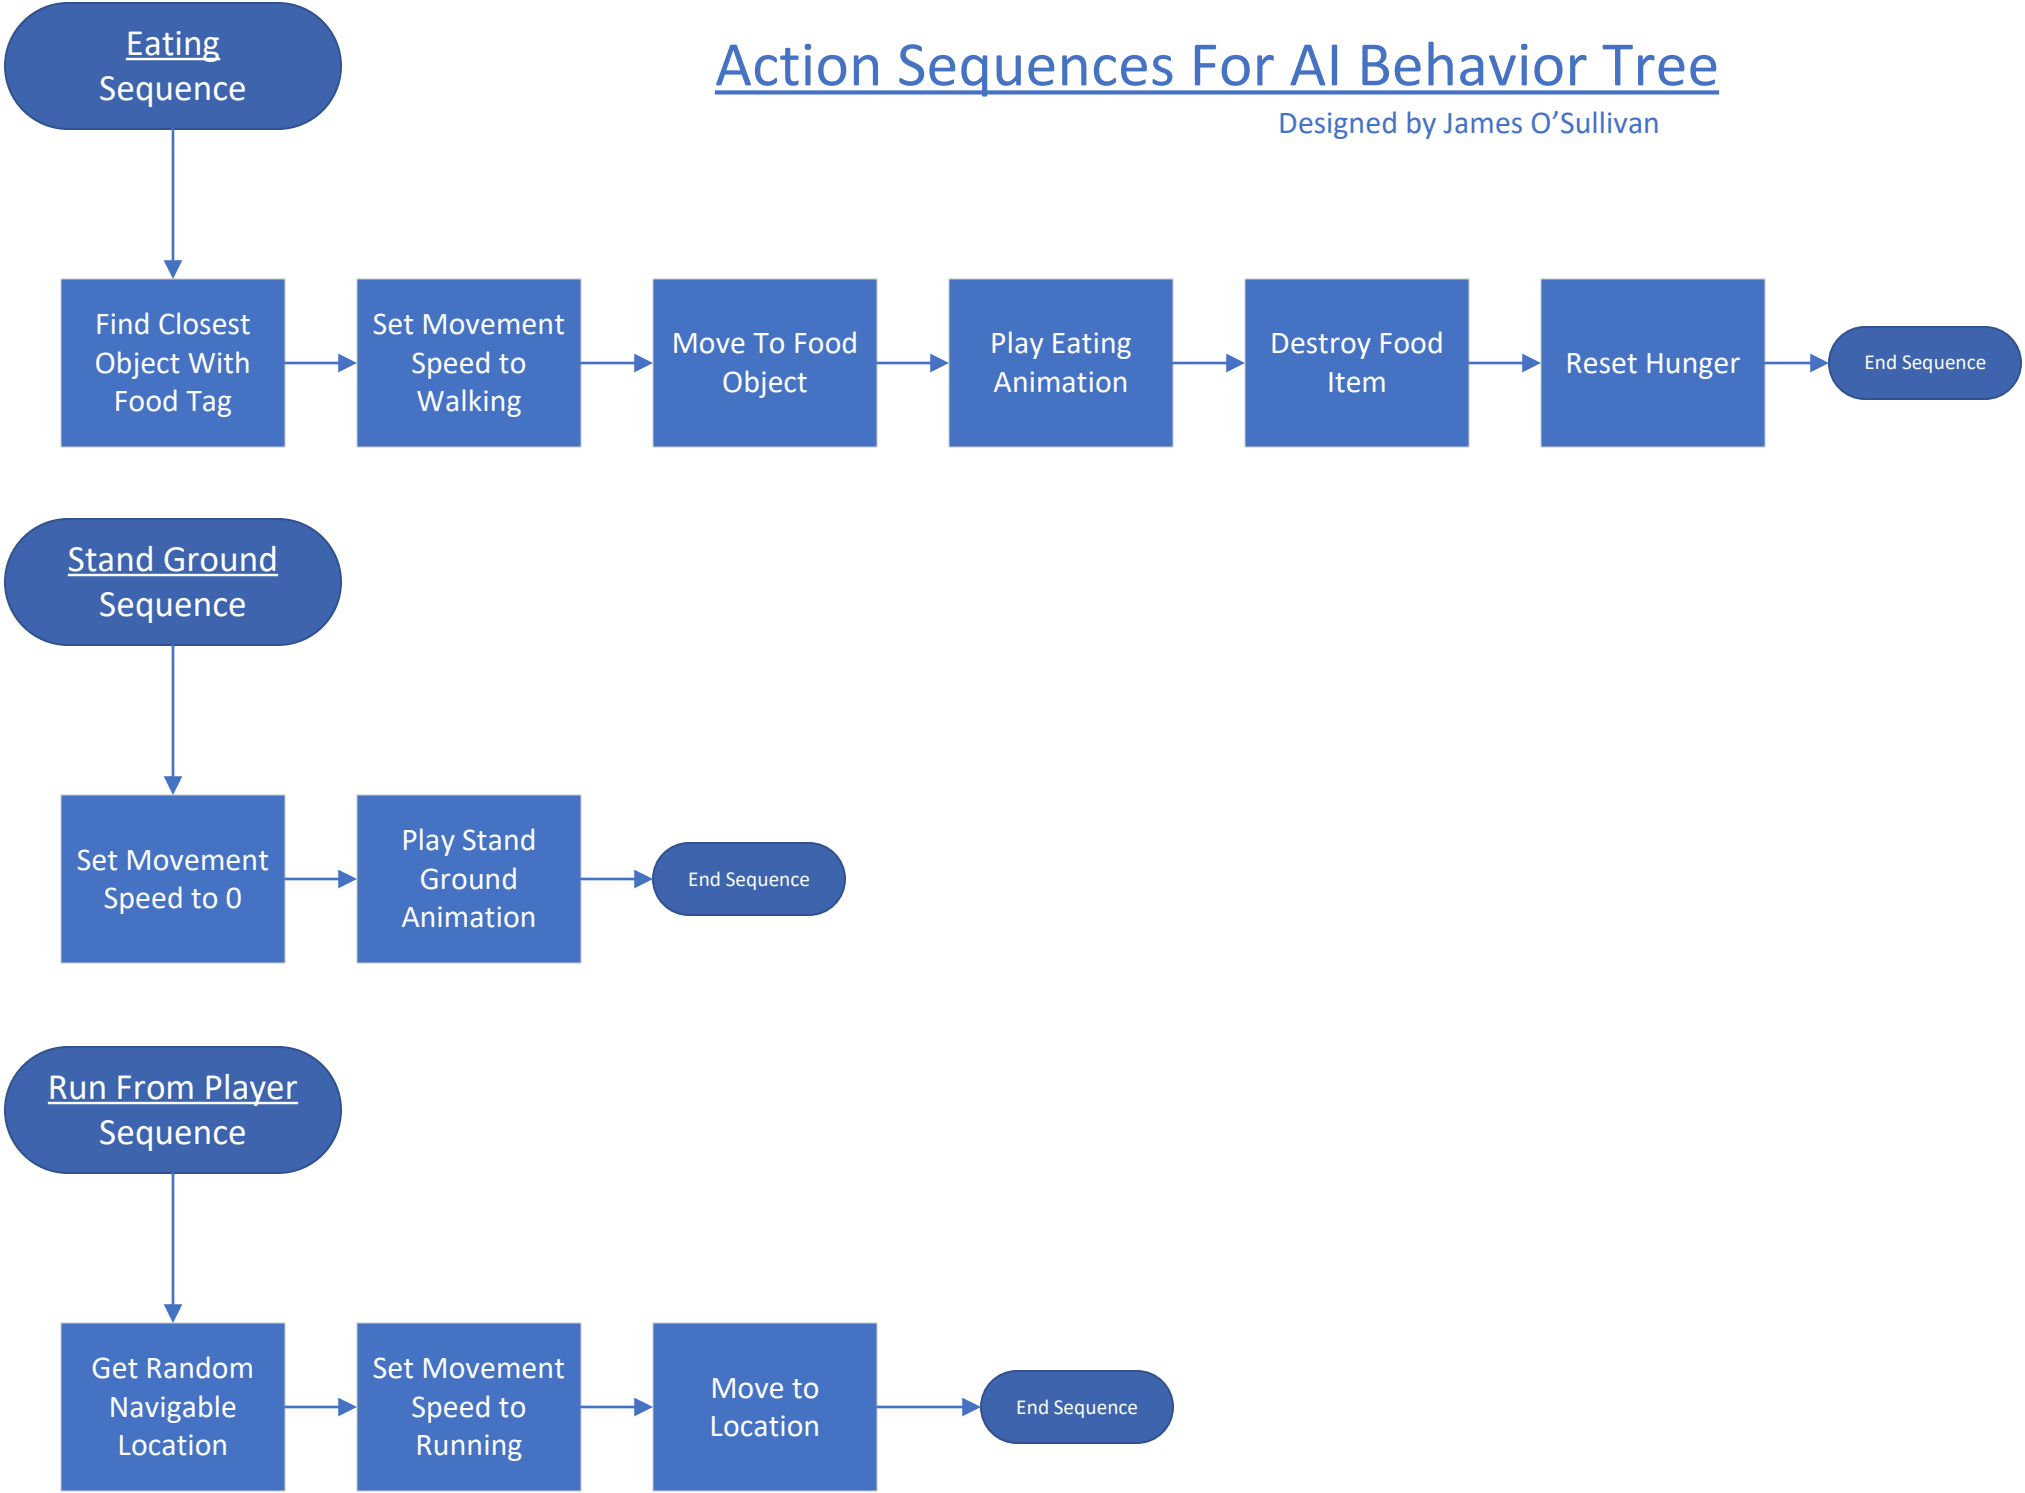 Eating
Sequence
Action Sequences For AI Behavior Tree
Designed by James O’Sullivan
Find Closest
Object With
Food Tag
Set Movement
Speed to
Walking
Move To Food
Object
Play Eating
Animation
Destroy Food
Item
Reset Hunger
End Sequence
Stand Ground
Sequence
Set Movement
Speed to 0
Play Stand
Ground
Animation
End Sequence
Run From Player
Sequence
Get Random
Navigable
Location
Set Movement
Speed to
Running
Move to
Location
End Sequence